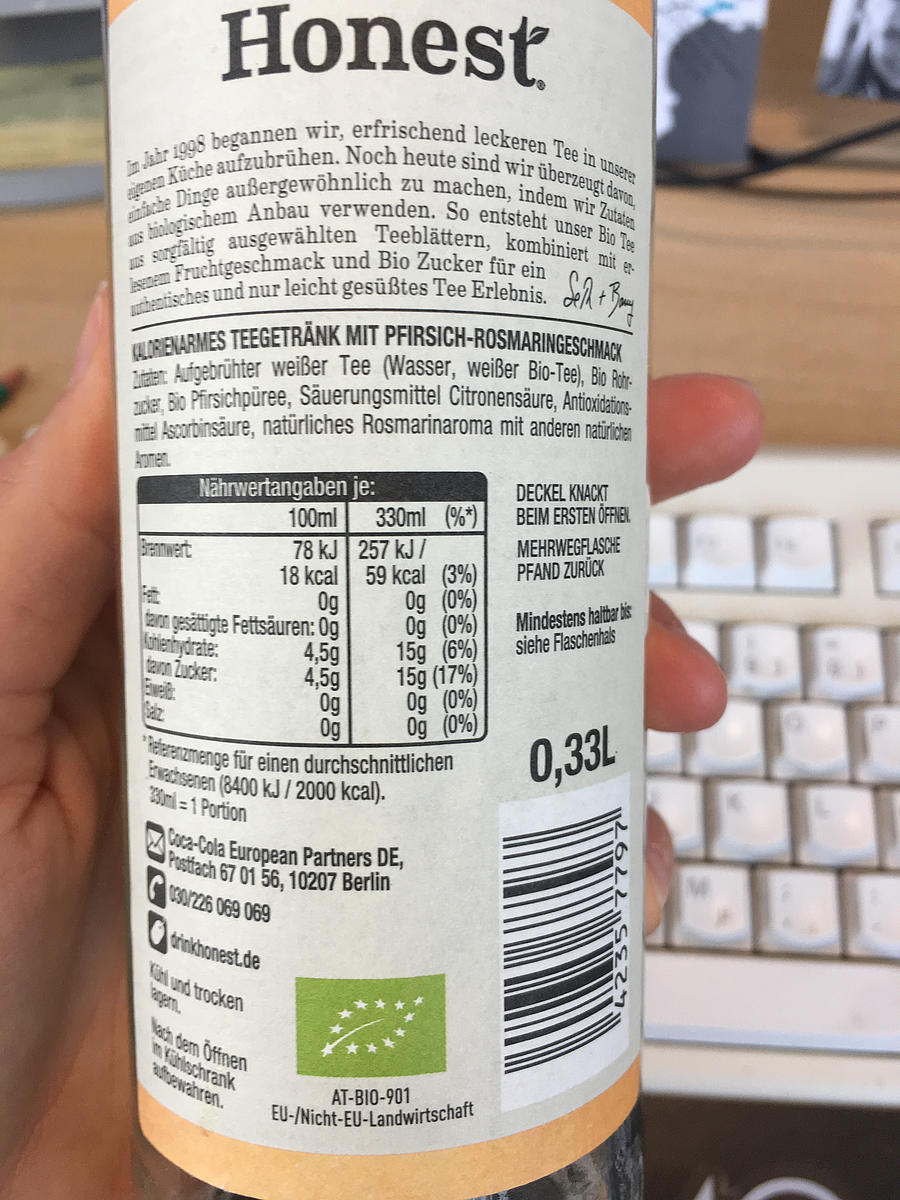 Honest®
Im Jahr 1998 begannen wir, erfrischend leckeren Tee in unserer
eigenen Küche aufzubrühen. Noch heute sind wir überzeugt davon,
einfache Dinge außergewöhnlich zu machen, indem wir Zutaten
aus biologischem Anbau verwenden. So entsteht unser Bio Tee
aus sorgfältig ausgewählten Teeblättern, kombiniert mit er-
lesenem Fruchtgeschmack und Bio Zucker für ein
authentisches und nur leicht gesüßtes Tee Erlebnis.
Seth + Barry
KALORIENARMES TEEGETRÄNK MIT PFIRSICH-ROSMARINGESCHMACK
Zutaten: Aufgebrühter weißer Tee (Wasser, weißer Bio-Tee), Bio Rohr-
zucker, Bio Pfirsichpüree, Säuerungsmittel Citronensäure, Antioxidations-
mittel Ascorbinsäure, natürliches Rosmarinaroma mit anderen natürlichen
Aromen.
Nährwertangaben je:
100ml 330ml (%*)
Brennwert: 78 kJ 257 kJ /
18 kcal 59 kcal (3%)
Fett: 0g 0g (0%)
davon gesättigte Fettsäuren: 0g 0g (0%)
Kohlenhydrate: 4,5g 15g (6%)
davon Zucker: 4,5g 15g (17%)
Eiweiß: 0g 0g (0%)
Salz: 0g 0g (0%)
*Referenzmenge für einen durchschnittlichen
Erwachsenen (8400 kJ / 2000 kcal).
330ml = 1 Portion
DECKEL KNACKT
BEIM ERSTEN ÖFFNEN.
MEHRWEGFLASCHE
PFAND ZURÜCK
Mindestens haltbar bis:
siehe Flaschenhals
0,33L
Coca-Cola European Partners DE,
Postfach 67 01 56, 10207 Berlin
030/226 069 069
drinkhonest.de
Kühl und trocken
lagern.
Nach dem Öffnen
im Kühlschrank
aufbewahren.
AT-BIO-901
EU-/Nicht-EU-Landwirtschaft
4235 7797